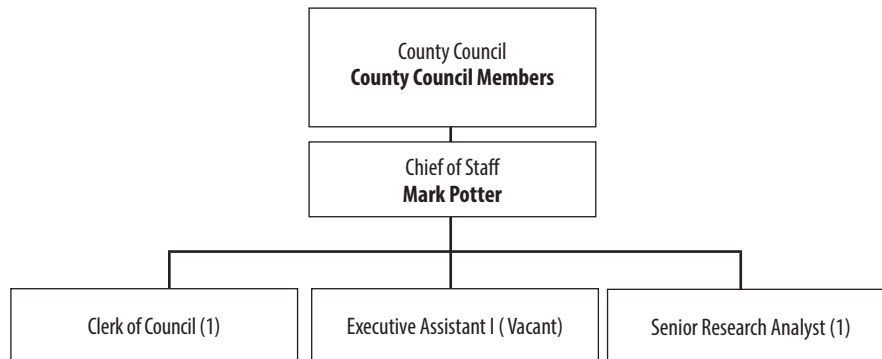 County Council
County Council Members
Chief of Staff
Mark Potter
Clerk of Council (1)
Executive Assistant I ( Vacant)
Senior Research Analyst (1)